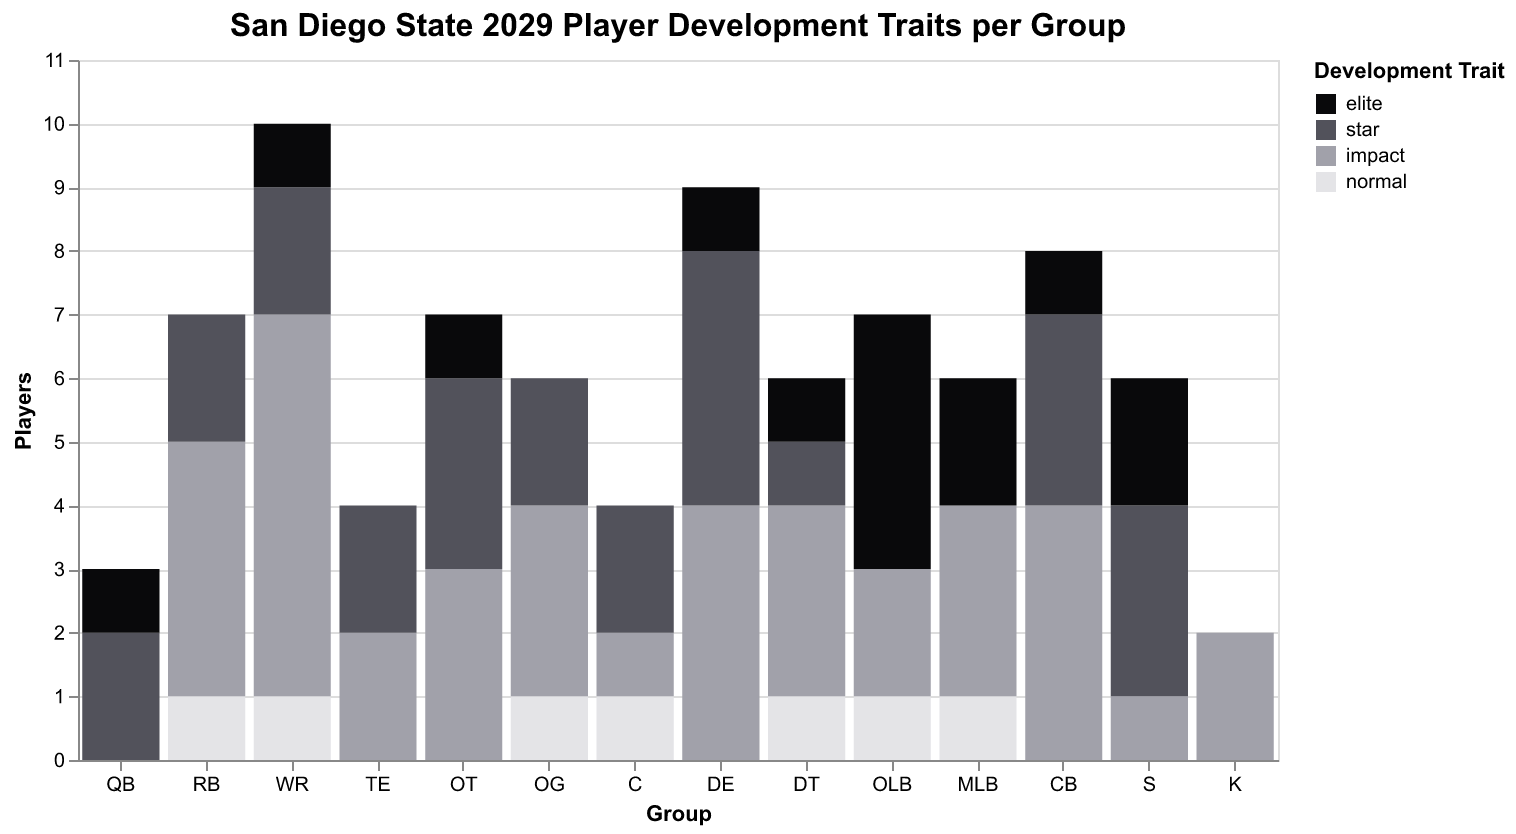 San Diego State 2029 Player Development Traits per Group
Development Trait
elite
star
impact
normal
Players
11
10
9
8
7
6
5
4
3
2
1
0
QB RB WR TE OT OG C DE DT OLB MLB CB S K
Group